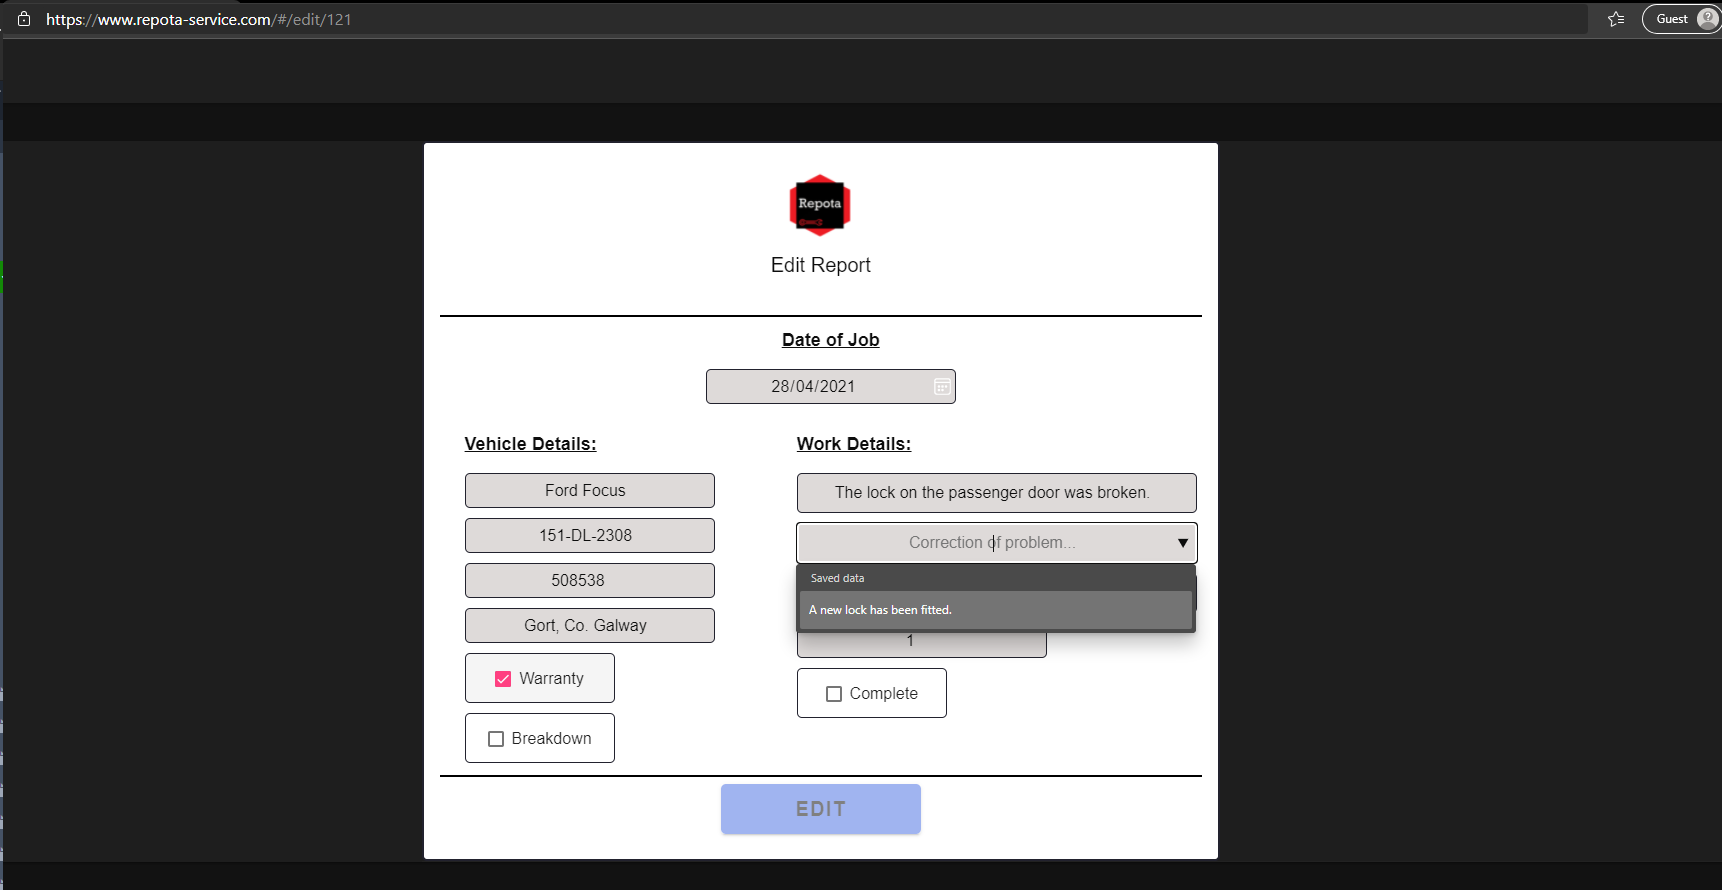 https://www.repota-service.com/#/edit/121
Guest
Repota
Edit Report
Date of Job
28/04/2021
Vehicle Details:
Ford Focus
151-DL-2308
508538
Gort, Co. Galway
Warranty
Breakdown
Work Details:
The lock on the passenger door was broken.
Correction of problem...
Saved data
A new lock has been fitted.
1
Complete
EDIT